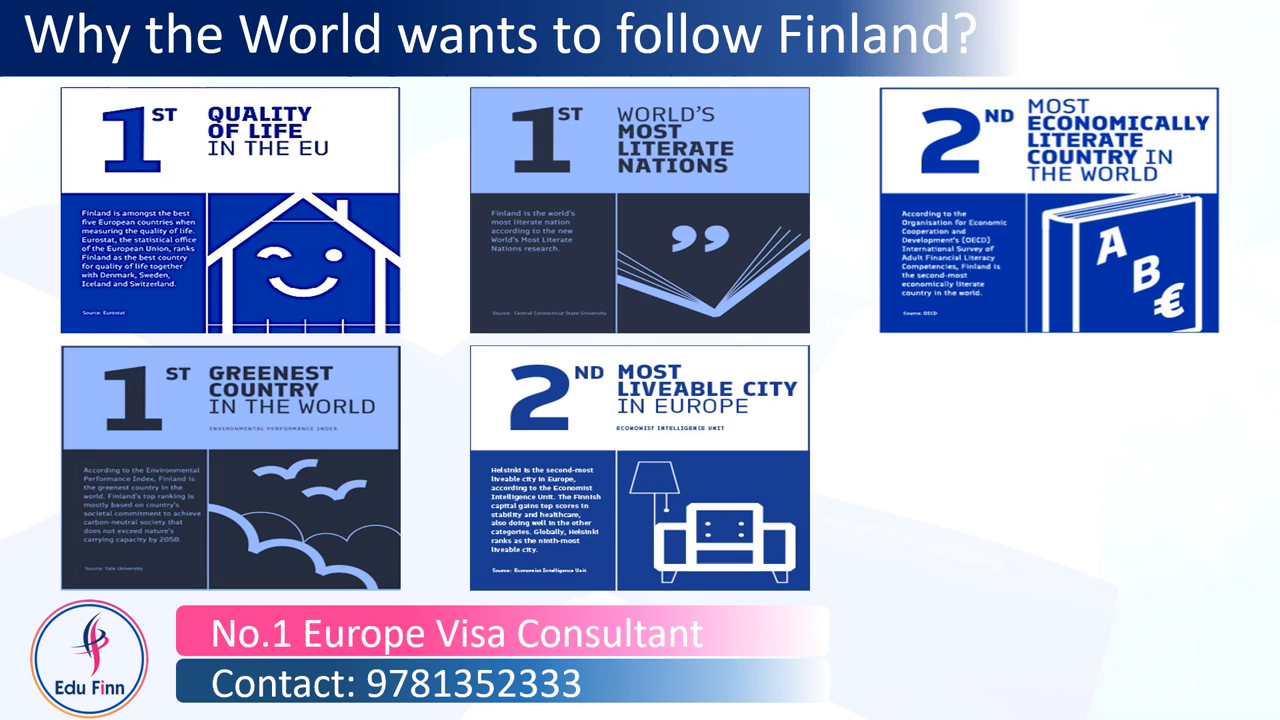 Why the World wants to follow Finland?
1ST
QUALITY
OF LIFE
IN THE EU
Finland is amongst the best
five European countries when
measuring the quality of life.
Eurostat, the statistical office
of the European Union, ranks
Finland as the best country
for quality of life together
with Denmark, Sweden,
Iceland and Switzerland.
Source: Eurostat
1ST
WORLD'S
MOST
LITERATE
NATIONS
Finland is the world's
most literate nation
according to the new
World's Most Literate
Nations research.
Source: Central Connecticut State University
2ND
MOST
ECONOMICALLY
LITERATE
COUNTRY IN
THE WORLD
According to the
Organisation for Economic
Cooperation and
Development's (OECD)
International Survey of
Adult Financial Literacy
Competencies, Finland is
the second-most
economically literate
country in the world.
Source: OECD
A
B
€
1ST
GREENEST
COUNTRY
IN THE WORLD
ENVIRONMENTAL PERFORMANCE INDEX
According to the Environmental
Performance Index, Finland is
the greenest country in the
world. Finland's top ranking is
mostly based on country's
societal commitment to achieve
carbon-neutral society that
does not exceed nature's
carrying capacity by 2050.
Source: Yale University
2ND
MOST
LIVEABLE CITY
IN EUROPE
ECONOMIST INTELLIGENCE UNIT
Helsinki is the second-most
liveable city in Europe,
according to the Economist
Intelligence Unit. The Finnish
capital gains top scores in
stability and healthcare,
also doing well in the other
categories. Globally, Helsinki
ranks as the ninth-most
liveable city.
Source: Economist Intelligence Unit
Edu Finn
No.1 Europe Visa Consultant
Contact: 9781352333